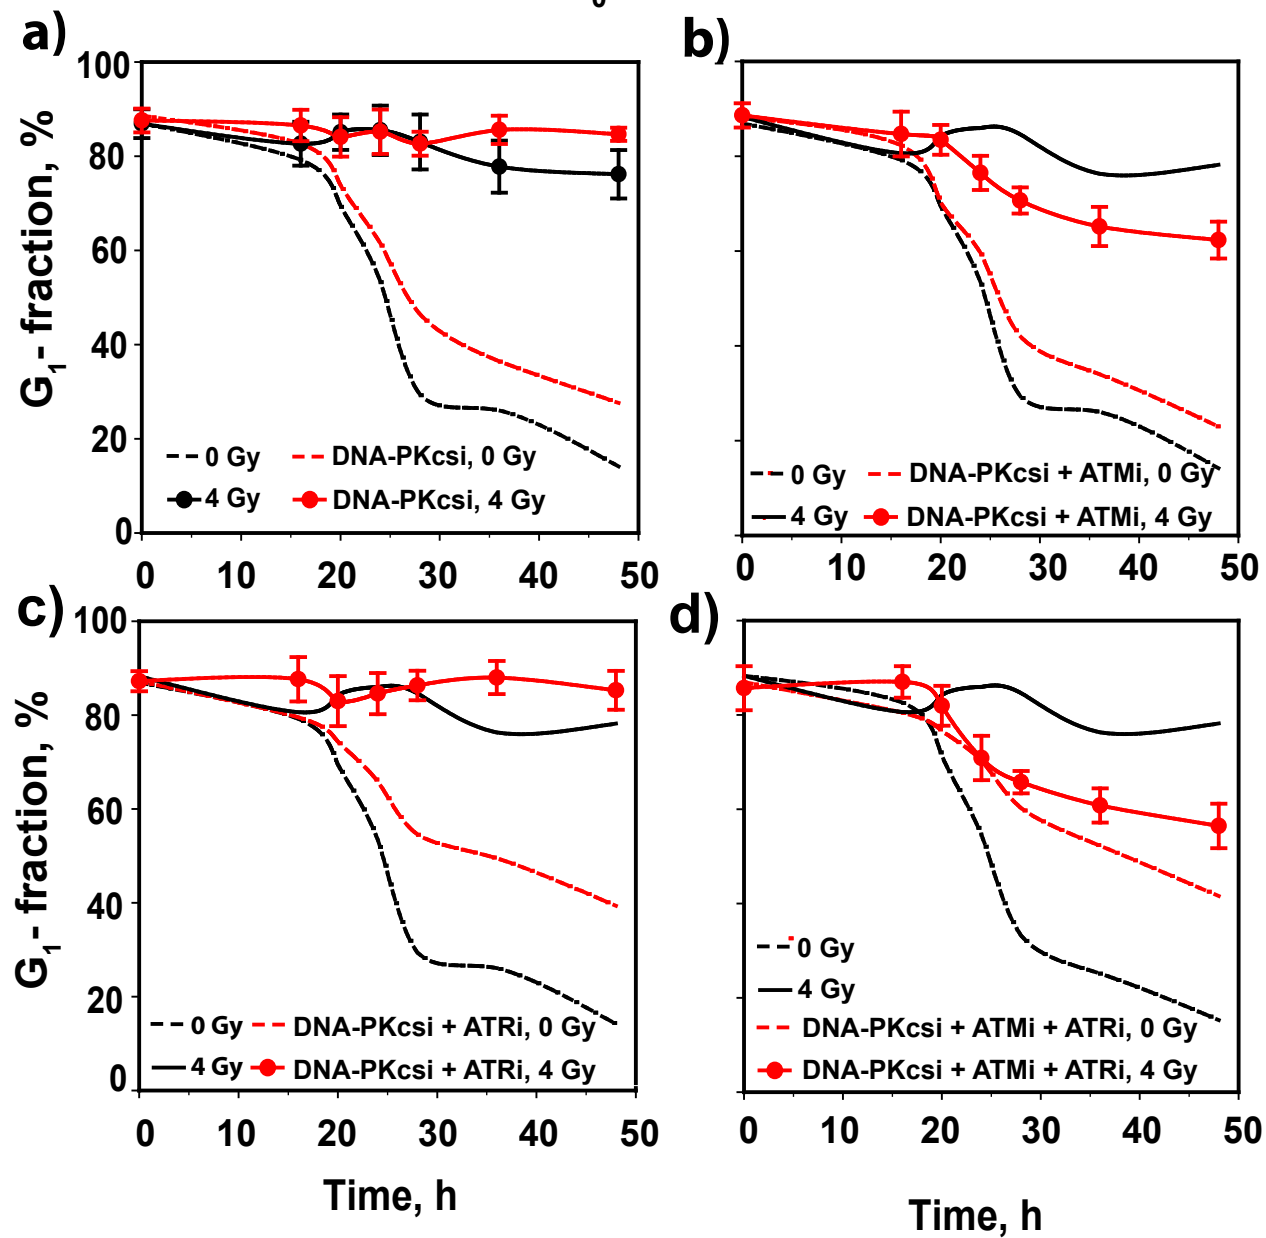 0
a)
b)
100
80
60
40
20
0
G1- fraction, %
0 Gy
DNA-PKcsi, 0 Gy
4 Gy
DNA-PKcsi, 4 Gy
0 10 20 30 40 50
0 Gy
DNA-PKcsi + ATMi, 0 Gy
4 Gy
DNA-PKcsi + ATMi, 4 Gy
0 10 20 30 40 50
c)
d)
100
80
60
40
20
0
G1- fraction, %
0 Gy
DNA-PKcsi + ATRi, 0 Gy
4 Gy
DNA-PKcsi + ATRi, 4 Gy
0 10 20 30 40 50
Time, h
0 Gy
4 Gy
DNA-PKcsi + ATMi + ATRi, 0 Gy
DNA-PKcsi + ATMi + ATRi, 4 Gy
0 10 20 30 40 50
Time, h